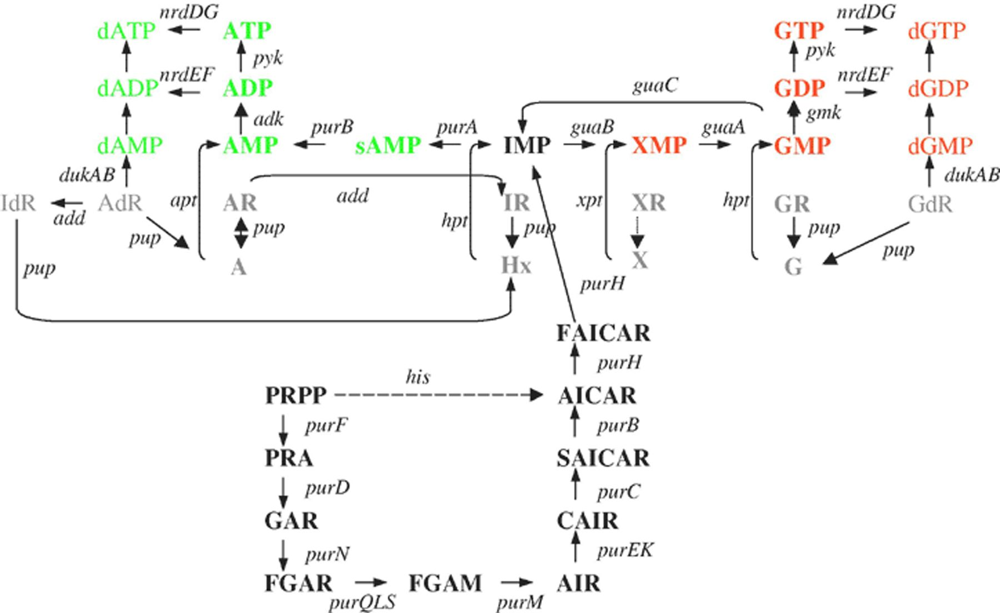 nrdDG nrdDG
dATP ATP GTP dGTP
pyk pyk
nrdEF nrdEF
dADP ADP guaC GDP dGDP
adk gmk
purB purA guaB guaA
dAMP AMP sAMP IMP XMP GMP dGMP
dukAB dukAB
IdR AdR apt AR add IR xpt XR hpt GR GdR
add hpt
pup pup pup pup
pup pup
pup A Hx X G
purH
FAICAR
purH
his
PRPP AICAR
purF purB
PRA SAICAR
purD purC
GAR CAIR
purN purEK
FGAR FGAM AIR
purQLS purM